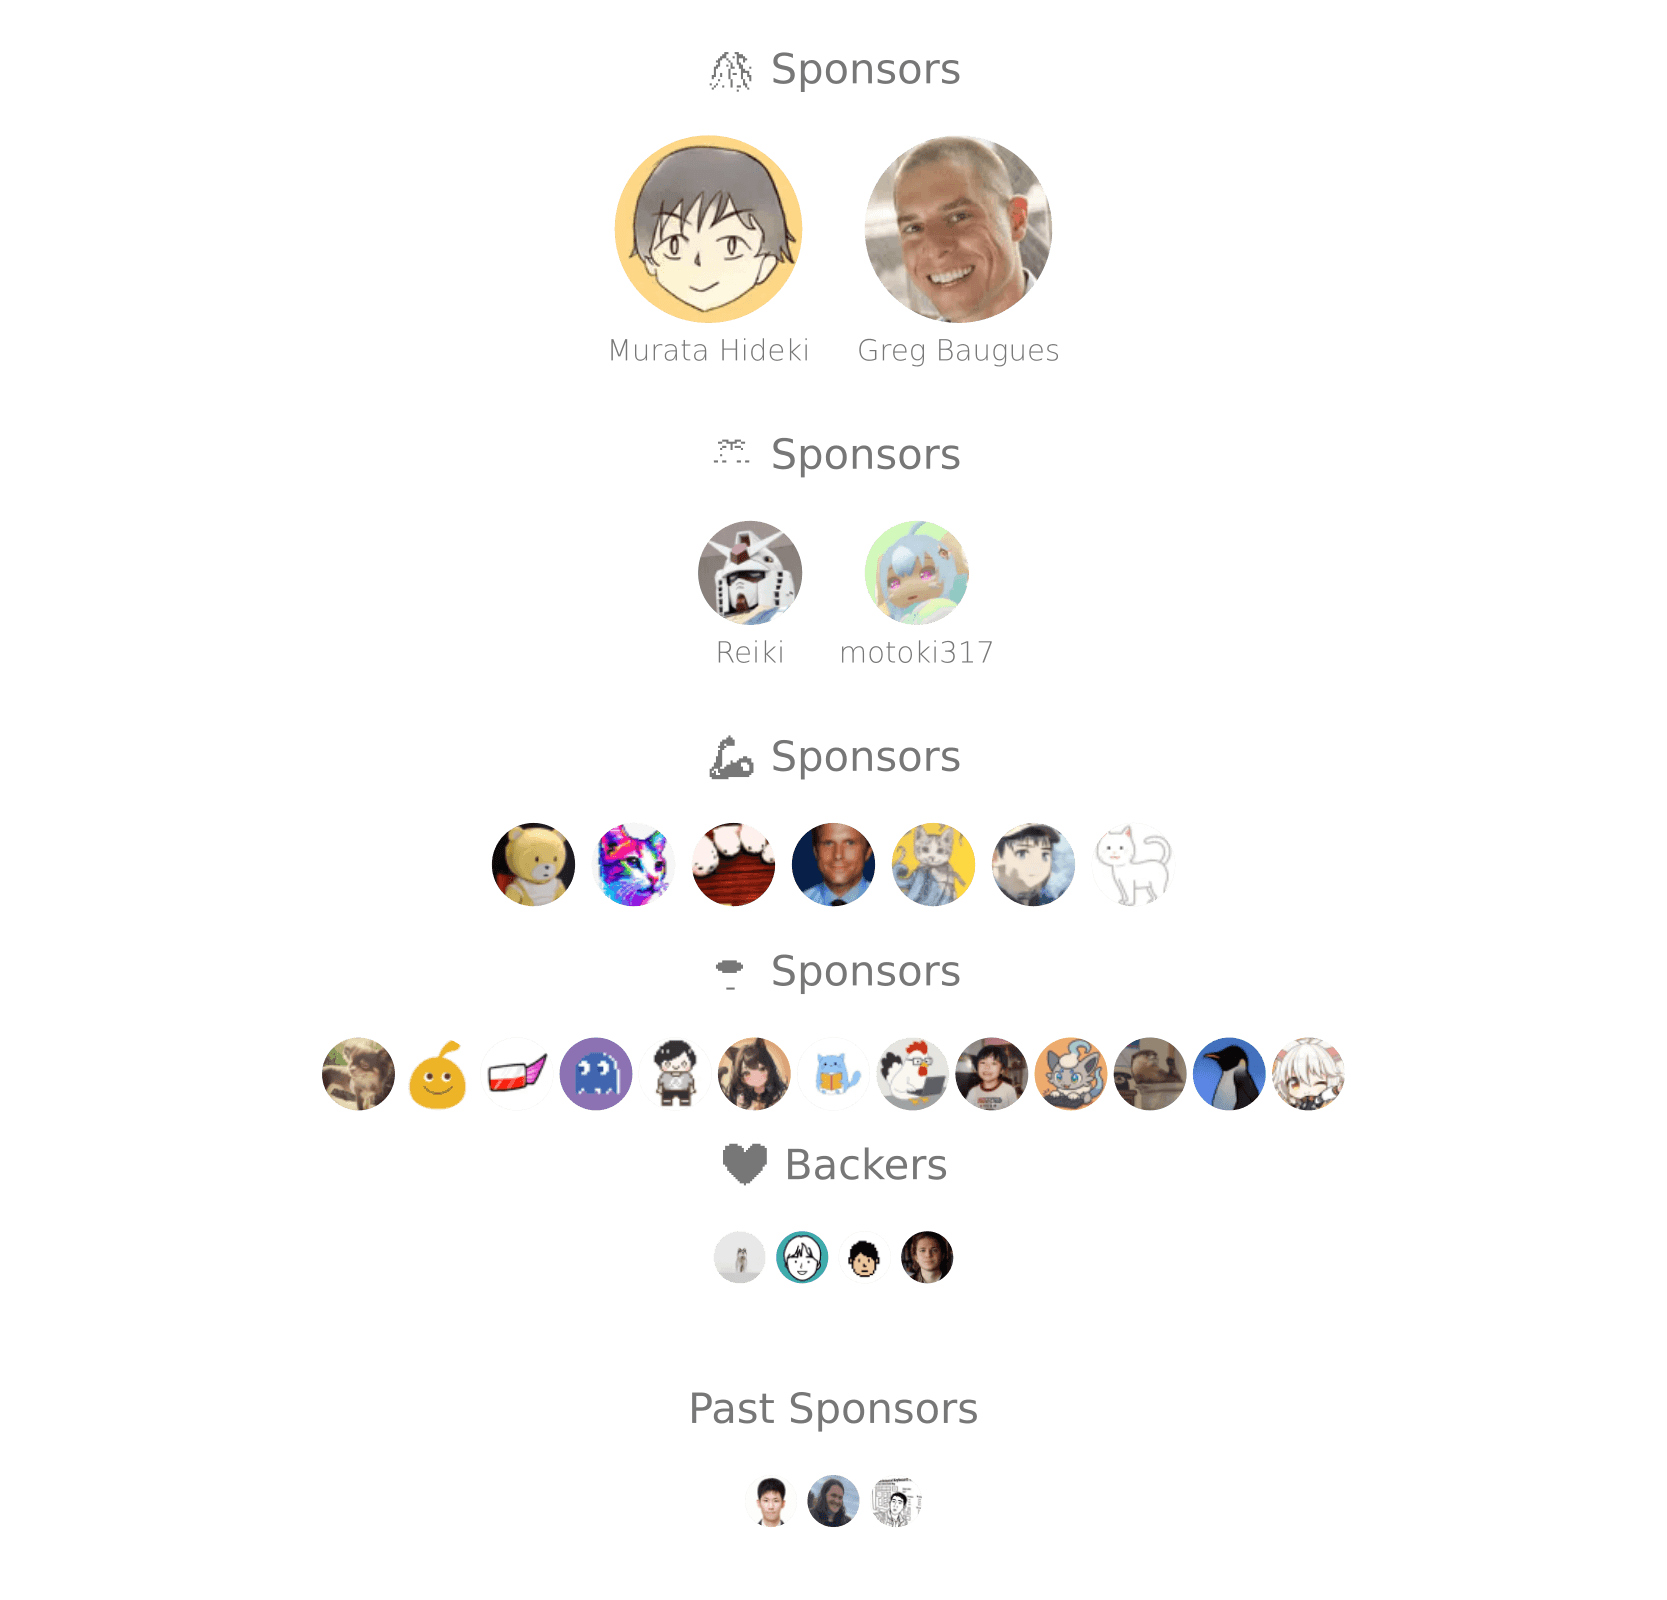 Sponsors
Murata Hideki
Greg Baugues
Sponsors
Reiki
motoki317
Sponsors
Sponsors
Backers
Past Sponsors